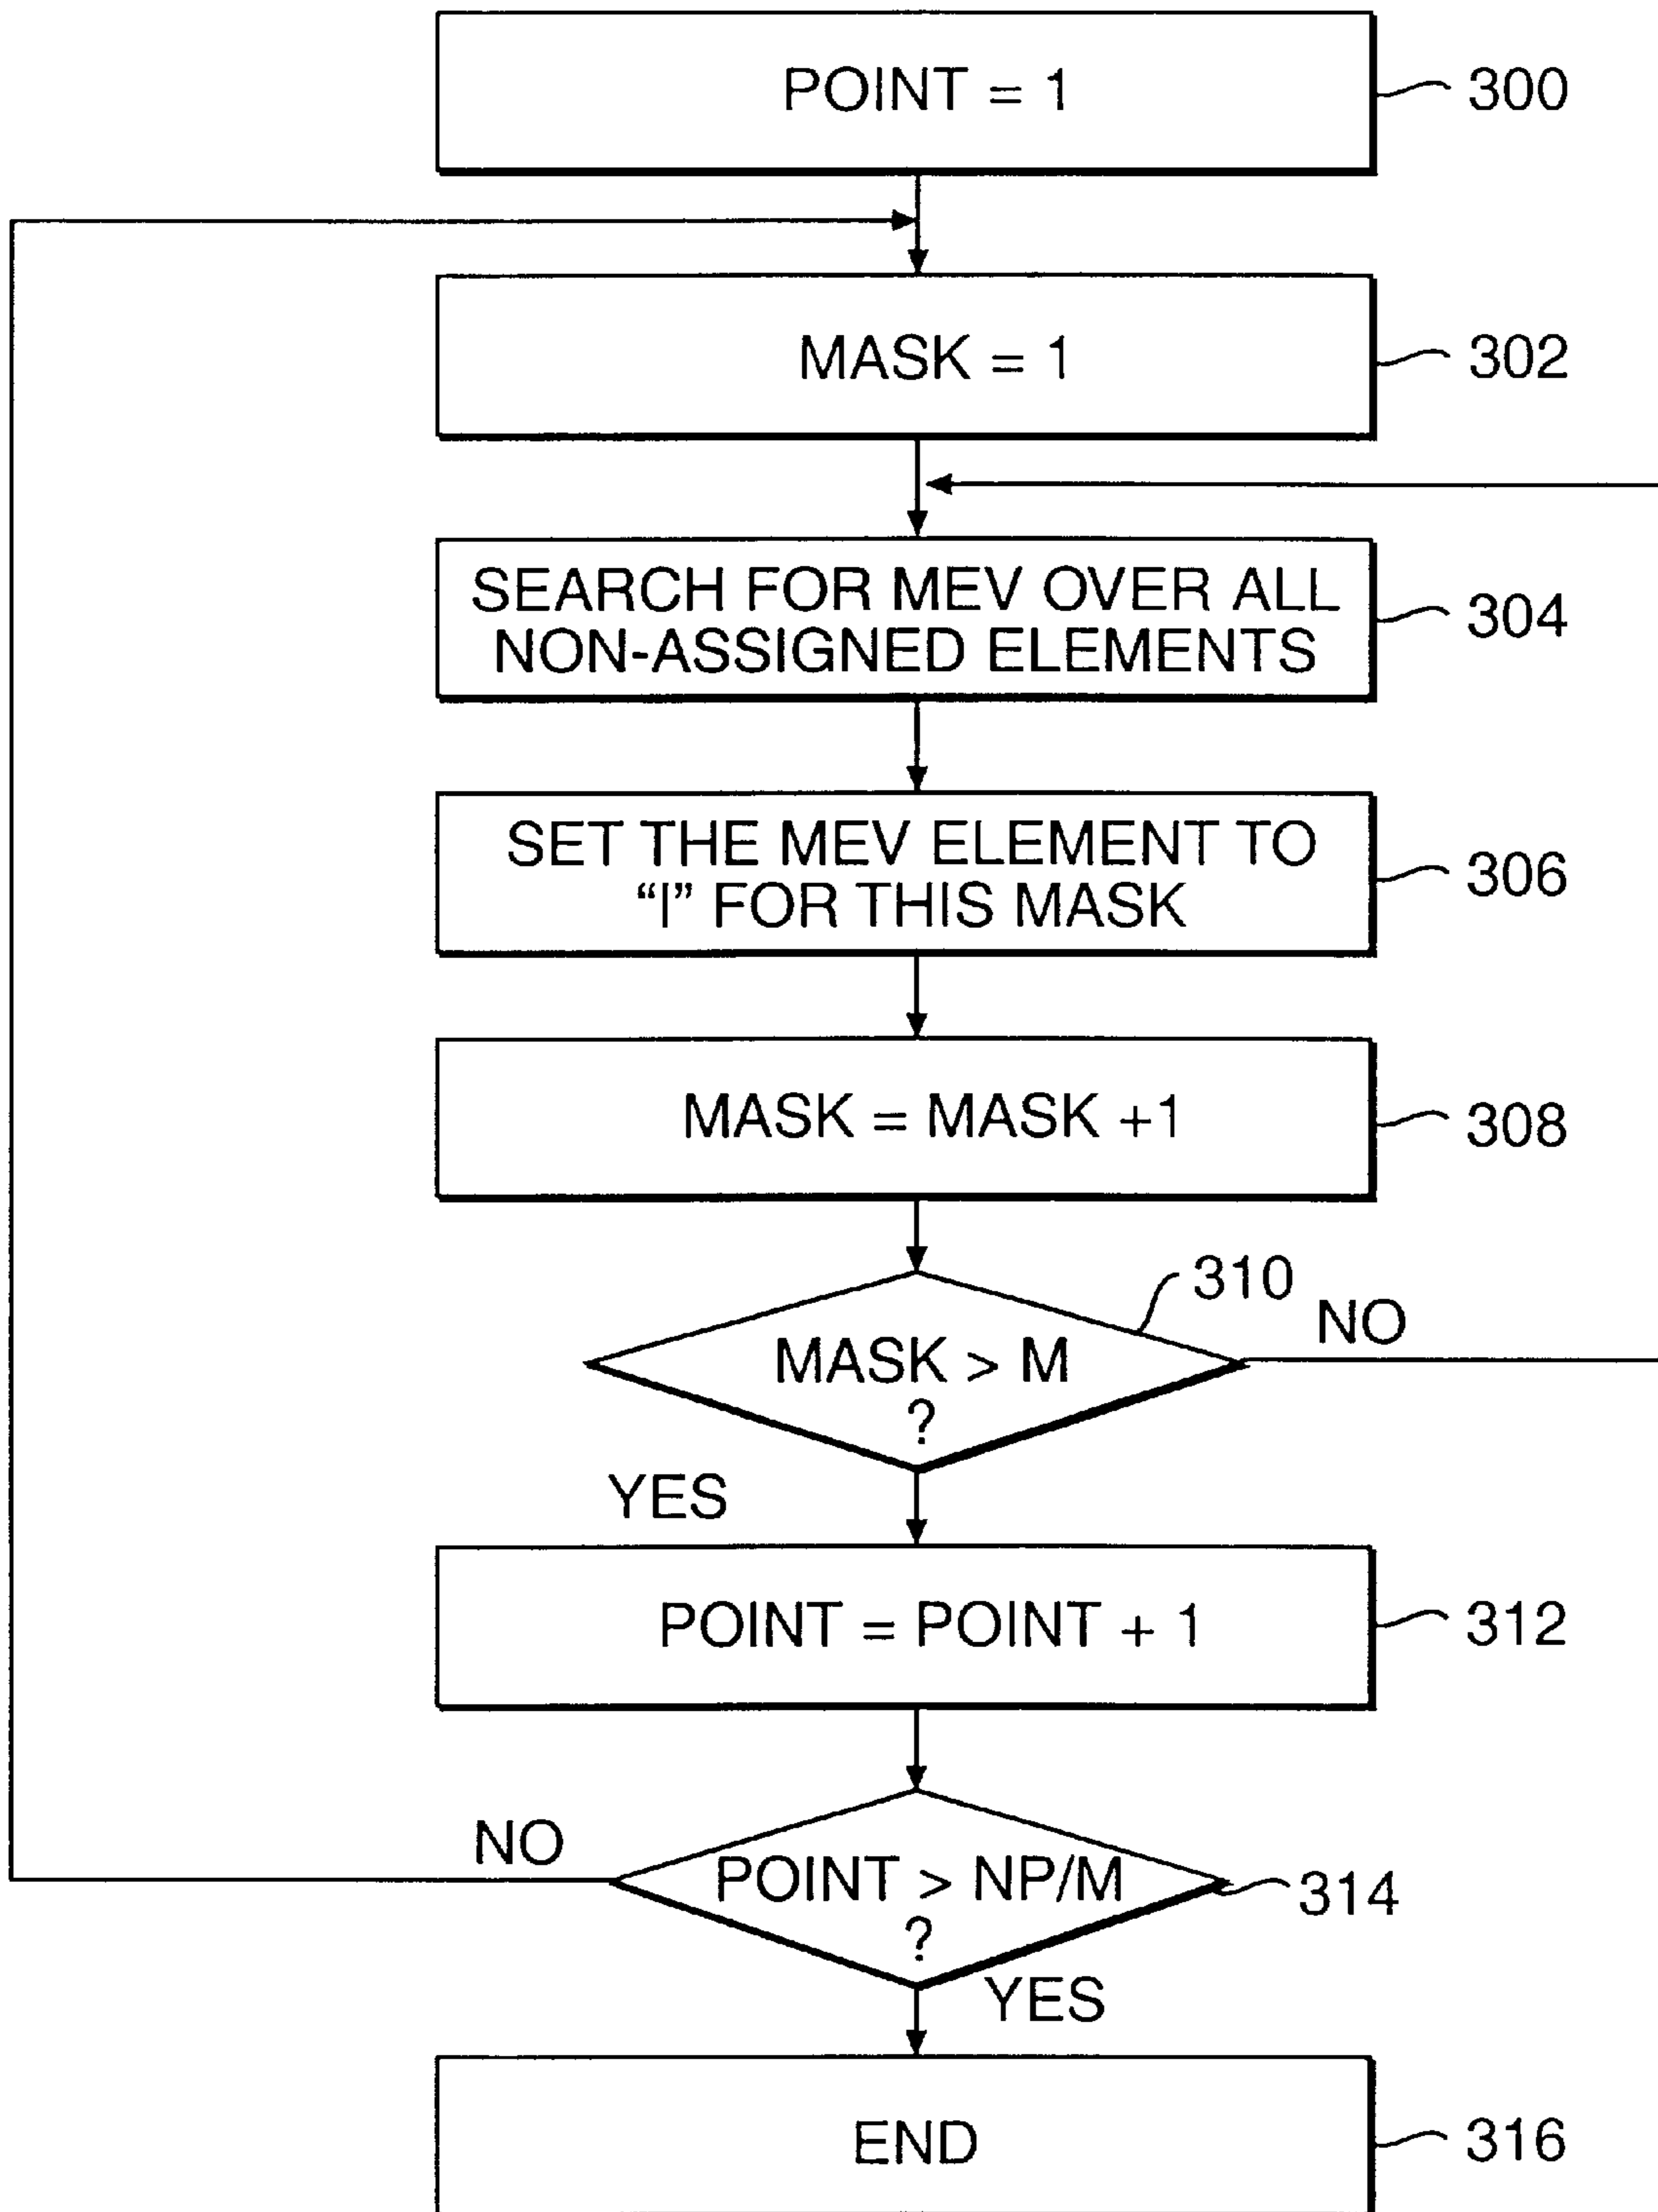 POINT = 1
300
MASK = 1
302
SEARCH FOR MEV OVER ALL
NON-ASSIGNED ELEMENTS
304
SET THE MEV ELEMENT TO
“|” FOR THIS MASK
306
MASK = MASK +1
308
310
MASK > M
?
NO
YES
POINT = POINT + 1
312
NO
POINT > NP/M
?
314
YES
END
316